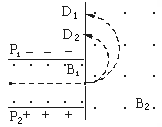 D₁
D₂
P₁ − − −
B₁
B₂
P₂ + + +